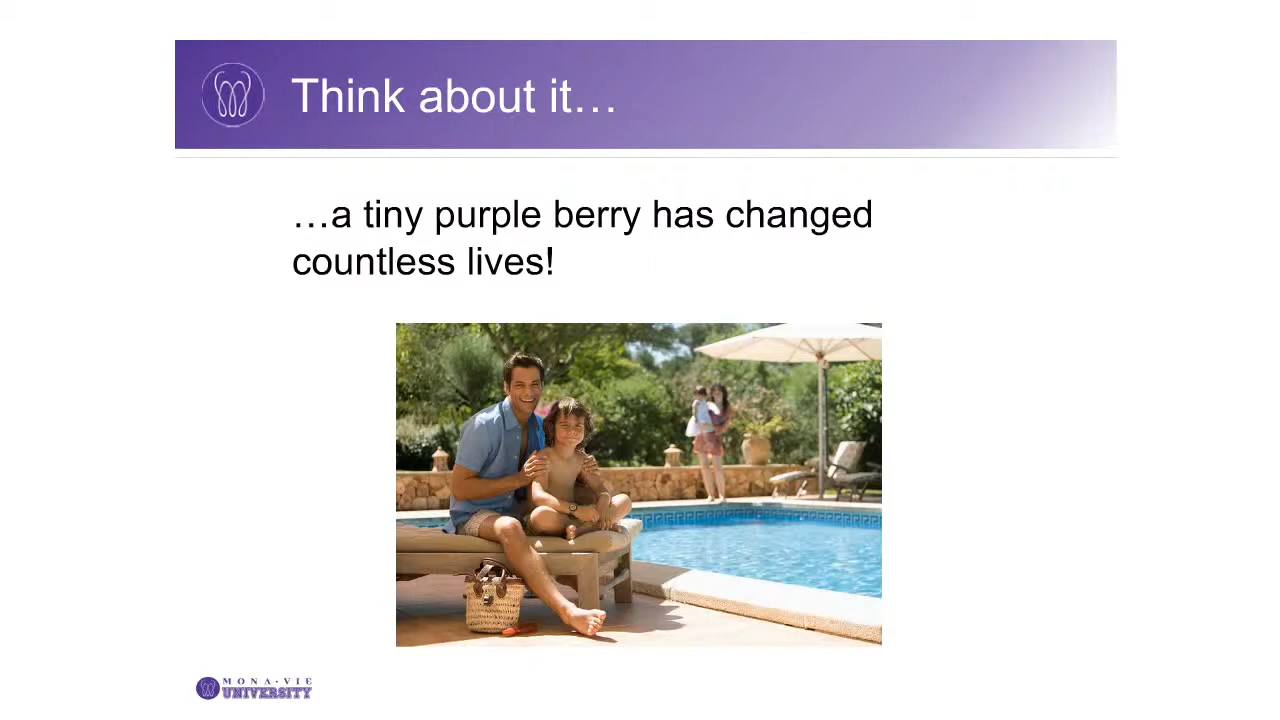 Think about it…
…a tiny purple berry has changed
countless lives!
MONA·VIE
UNIVERSITY